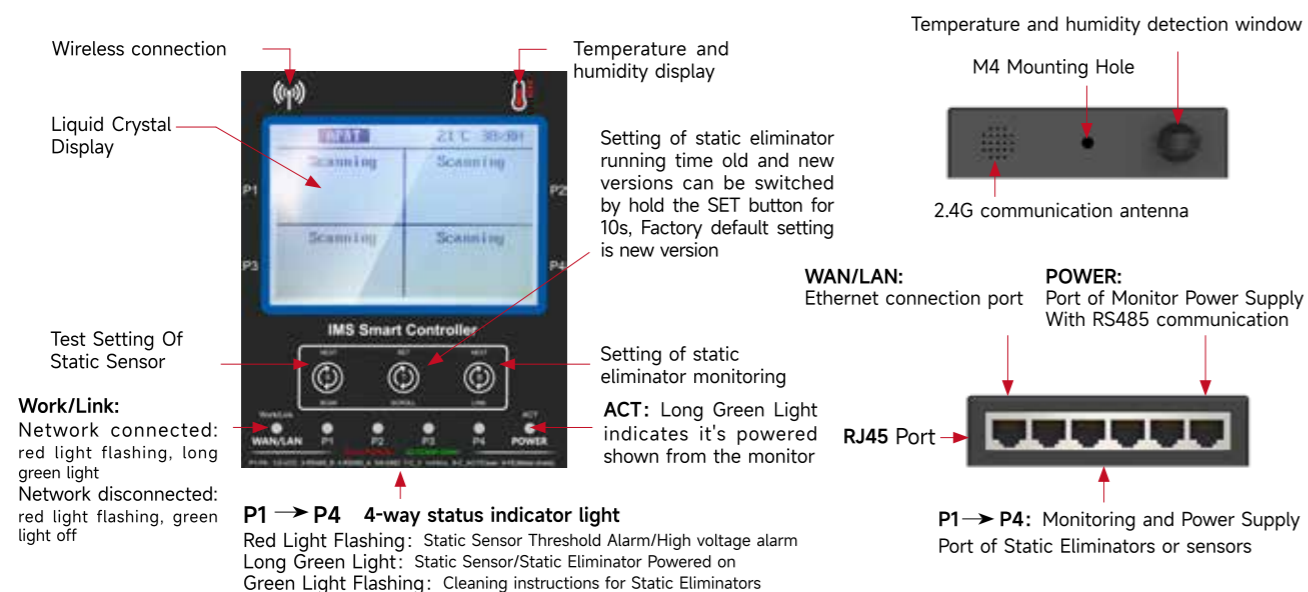 Wireless connection
Temperature and
humidity display
Liquid Crystal
Display
Setting of static eliminator
running time old and new
versions can be switched
by hold the SET button for
10s, Factory default setting
is new version
Scanning
Scanning
Scanning
Scanning
P1
P3
IMS Smart Controller
NEXT
SET
NEXT
SCAN
SCROLL
LINK
Test Setting Of
Static Sensor
Setting of static
eliminator monitoring
Work/Link:
Network connected:
red light flashing, long
green light
Network disconnected:
red light flashing, green
light off
Work/Link
ACT
WAN/LAN
P1
P2
P3
P4
POWER
ACT: Long Green Light
indicates it's powered
shown from the monitor
P1 → P4 4-way status indicator light
Red Light Flashing: Static Sensor Threshold Alarm/High voltage alarm
Long Green Light: Static Sensor/Static Eliminator Powered on
Green Light Flashing: Cleaning instructions for Static Eliminators
Temperature and humidity detection window
M4 Mounting Hole
2.4G communication antenna
WAN/LAN:
Ethernet connection port
POWER:
Port of Monitor Power Supply
With RS485 communication
RJ45 Port
P1 → P4: Monitoring and Power Supply
Port of Static Eliminators or sensors